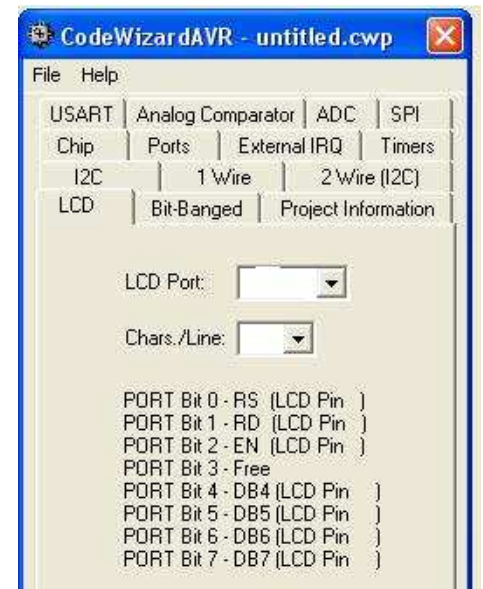 CodeWizardAVR - untitled.cwp
File Help
USART Analog Comparator ADC SPI
Chip Ports External IRQ Timers
I2C 1 Wire 2 Wire (I2C)
LCD Bit-Banged Project Information
LCD Port:
Chars./Line:
PORT Bit 0 - RS (LCD Pin )
PORT Bit 1 - RD (LCD Pin )
PORT Bit 2 - EN (LCD Pin )
PORT Bit 3 - Free
PORT Bit 4 - DB4 (LCD Pin )
PORT Bit 5 - DB5 (LCD Pin )
PORT Bit 6 - DB6 (LCD Pin )
PORT Bit 7 - DB7 (LCD Pin )